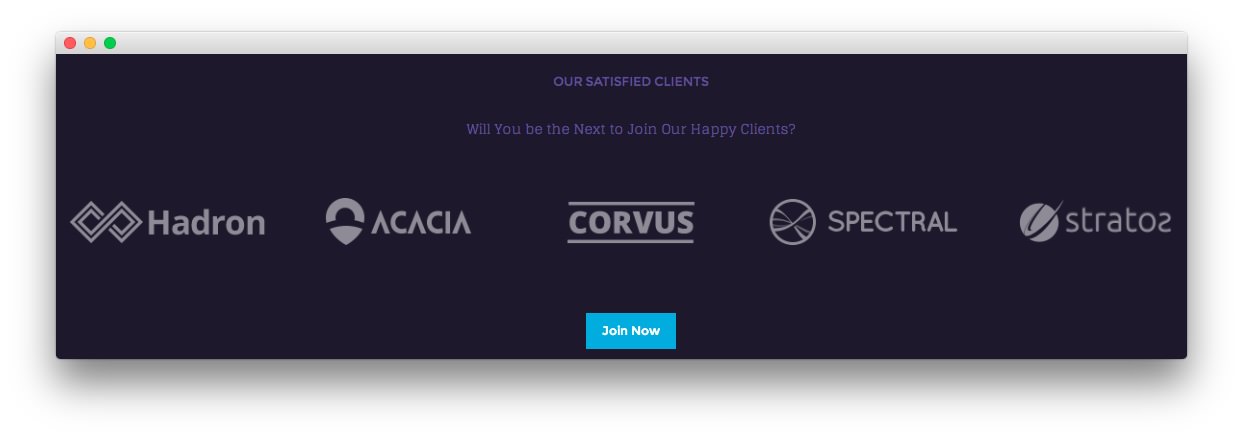 OUR SATISFIED CLIENTS
Will You be the Next to Join Our Happy Clients?
Hadron ACACIA CORVUS SPECTRAL stratos
Join Now